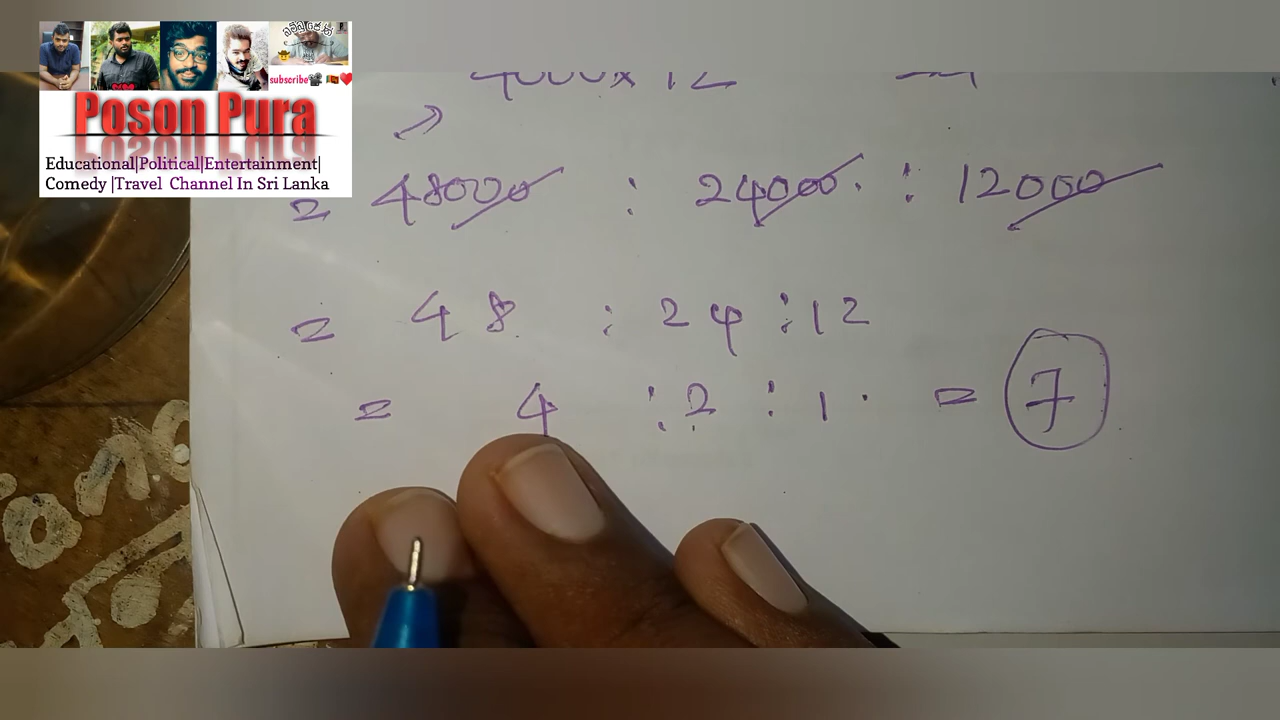 subscribe
Poson Pura
Educational|Political|Entertainment|
Comedy |Travel Channel In Sri Lanka
4000x12
= 48000 : 24000 : 12000
= 48 : 24 : 12
= 4 : 2 : 1 = 7